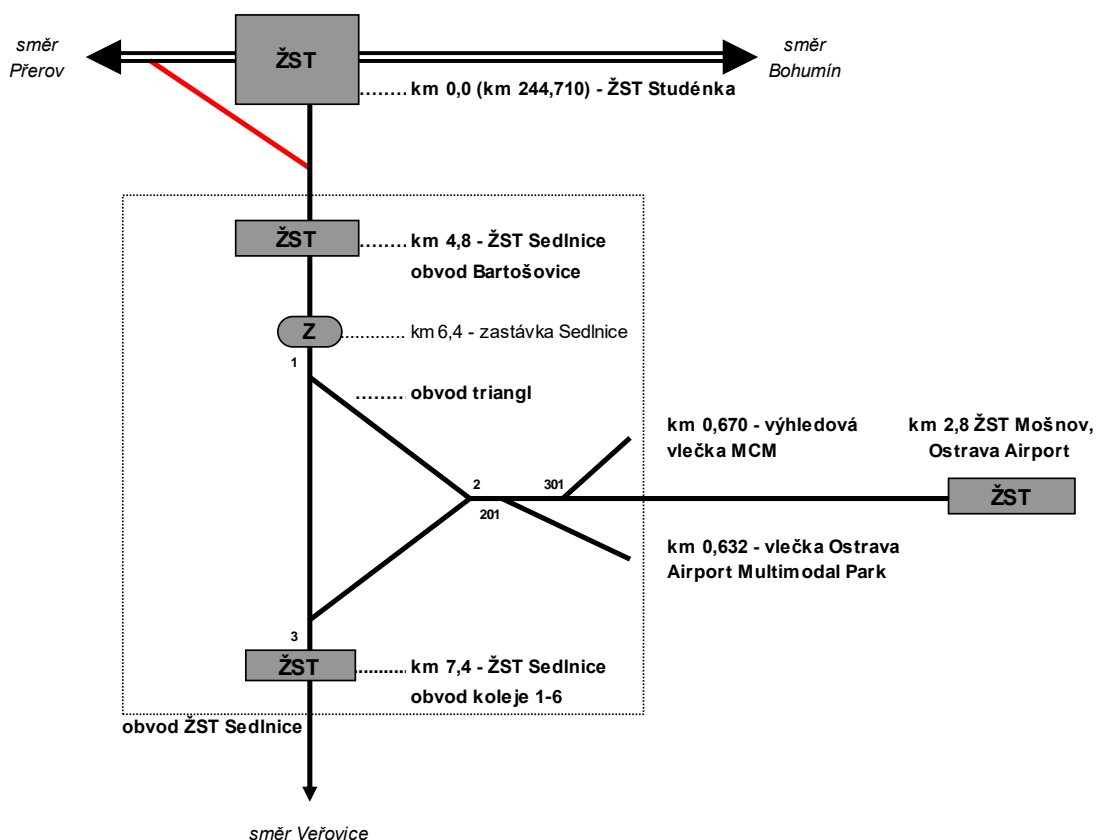 směr
Přerov
ŽST
směr
Bohumín
........ km 0,0 (km 244,710) - ŽST Studénka
ŽST
........ km 4,8 - ŽST Sedlnice
obvod Bartošovice
Z
............. km 6,4 - zastávka Sedlnice
1
........ obvod triangl
km 0,670 - výhledová
vlečka MCM
km 2,8 ŽST Mošnov,
Ostrava Airport
2
301
ŽST
201
km 0,632 - vlečka Ostrava
Airport Multimodal Park
3
ŽST
......... km 7,4 - ŽST Sedlnice
obvod koleje 1-6
obvod ŽST Sedlnice
směr Veřovice